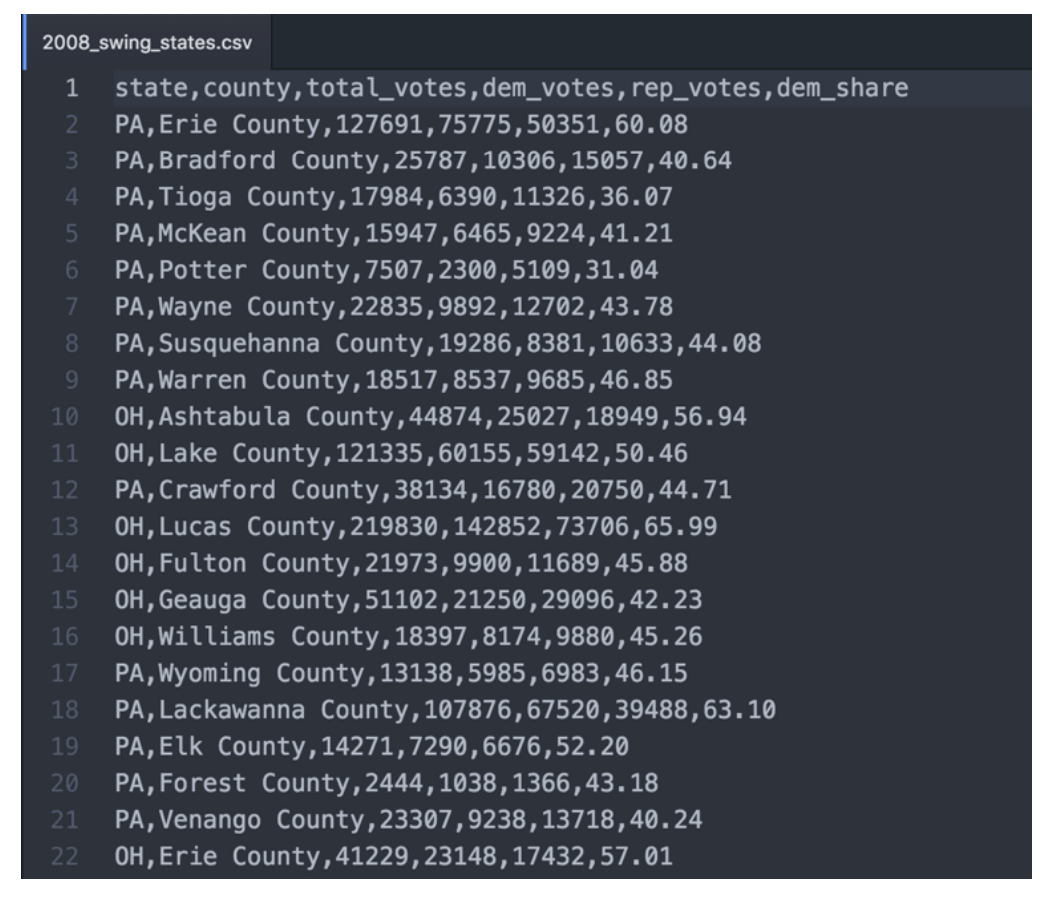 2008_swing_states.csv
1 state,county,total_votes,dem_votes,rep_votes,dem_share
2 PA,Erie County,127691,75775,50351,60.08
3 PA,Bradford County,25787,10306,15057,40.64
4 PA,Tioga County,17984,6390,11326,36.07
5 PA,McKean County,15947,6465,9224,41.21
6 PA,Potter County,7507,2300,5109,31.04
7 PA,Wayne County,22835,9892,12702,43.78
8 PA,Susquehanna County,19286,8381,10633,44.08
9 PA,Warren County,18517,8537,9685,46.85
10 OH,Ashtabula County,44874,25027,18949,56.94
11 OH,Lake County,121335,60155,59142,50.46
12 PA,Crawford County,38134,16780,20750,44.71
13 OH,Lucas County,219830,142852,73706,65.99
14 OH,Fulton County,21973,9900,11689,45.88
15 OH,Geauga County,51102,21250,29096,42.23
16 OH,Williams County,18397,8174,9880,45.26
17 PA,Wyoming County,13138,5985,6983,46.15
18 PA,Lackawanna County,107876,67520,39488,63.10
19 PA,Elk County,14271,7290,6676,52.20
20 PA,Forest County,2444,1038,1366,43.18
21 PA,Venango County,23307,9238,13718,40.24
22 OH,Erie County,41229,23148,17432,57.01